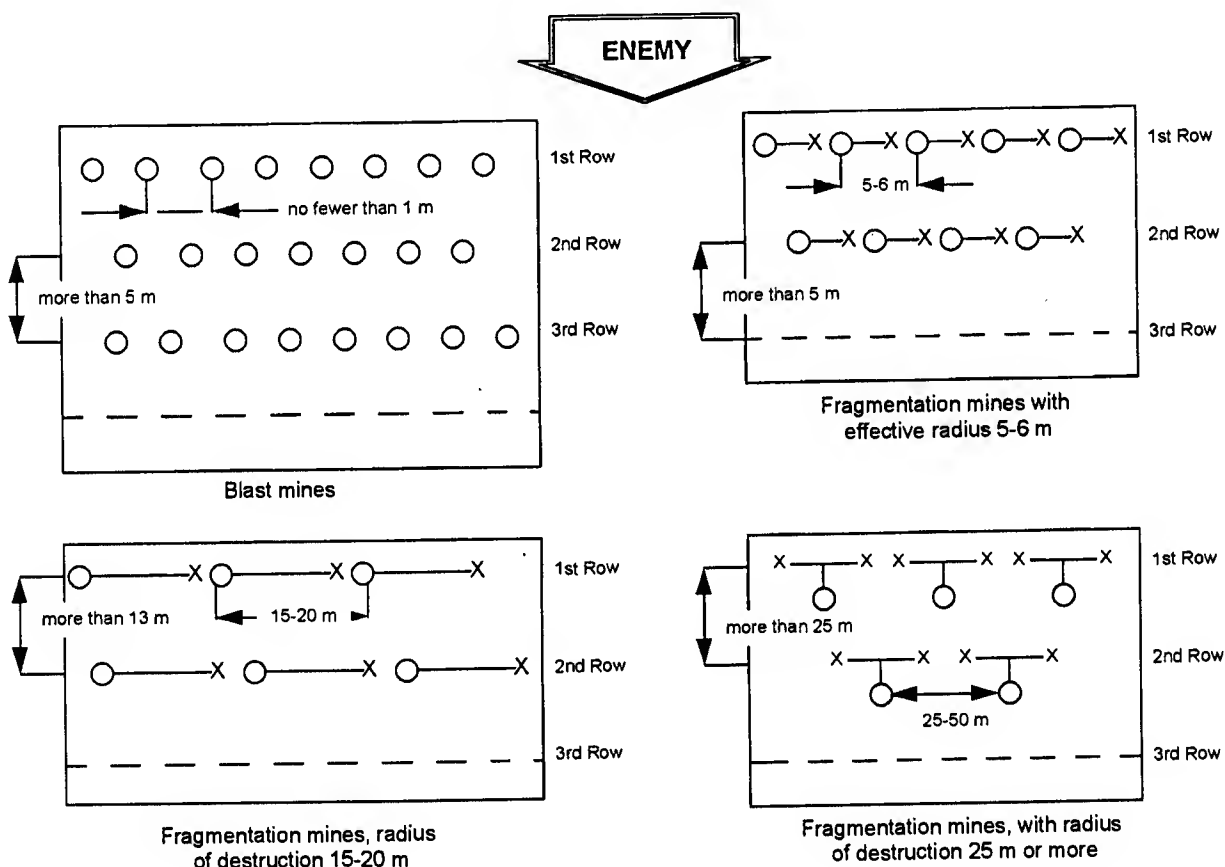 ENEMY
1st Row
no fewer than 1 m
2nd Row
more than 5 m
3rd Row
Blast mines
X X X X X
1st Row
5-6 m
X X X X
2nd Row
more than 5 m
3rd Row
Fragmentation mines with
effective radius 5-6 m
X X X
1st Row
more than 13 m
15-20 m
X X X
2nd Row
3rd Row
Fragmentation mines, radius
of destruction 15-20 m
X X X X X X
1st Row
more than 25 m
X X X X
2nd Row
25-50 m
3rd Row
Fragmentation mines, with radius
of destruction 25 m or more